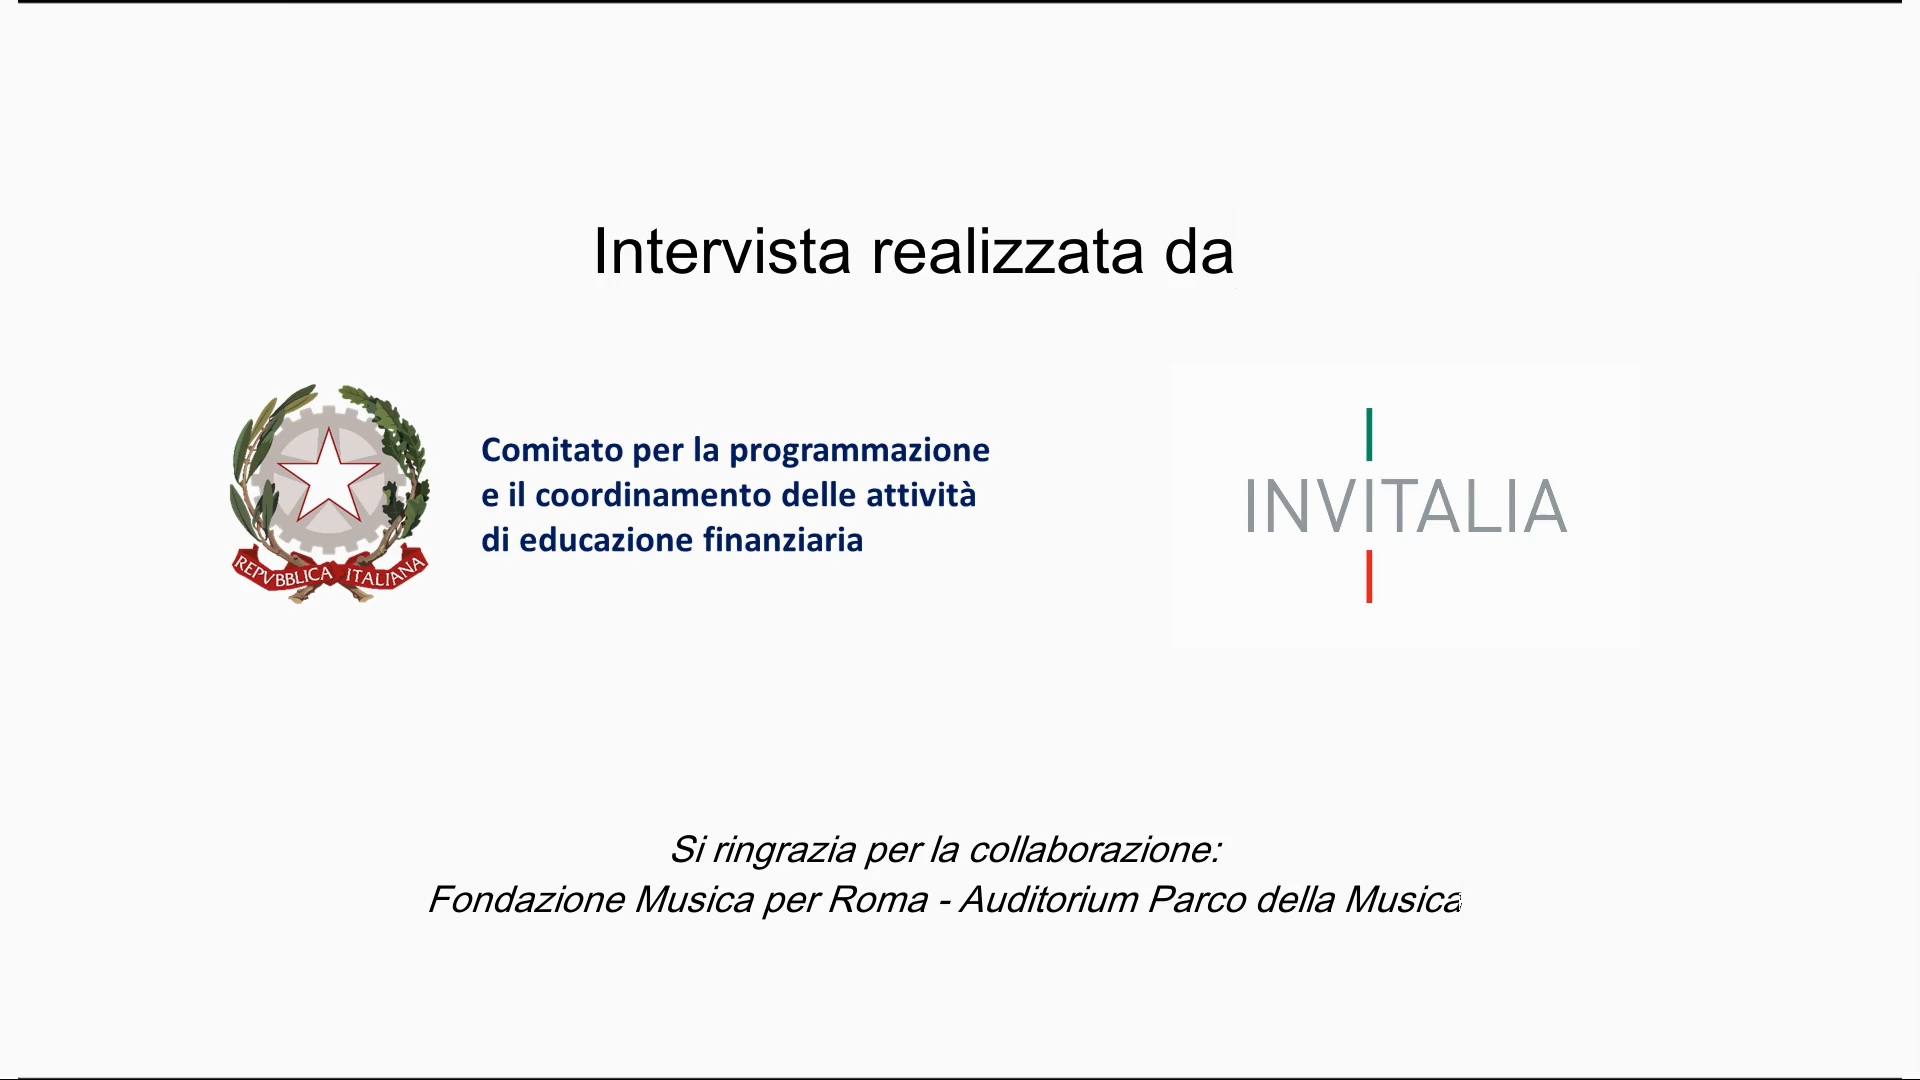 Intervista realizzata da
Comitato per la programmazione
e il coordinamento delle attività
di educazione finanziaria
REPVBBLICA ITALIANA
INVITALIA
Si ringrazia per la collaborazione:
Fondazione Musica per Roma - Auditorium Parco della Musica